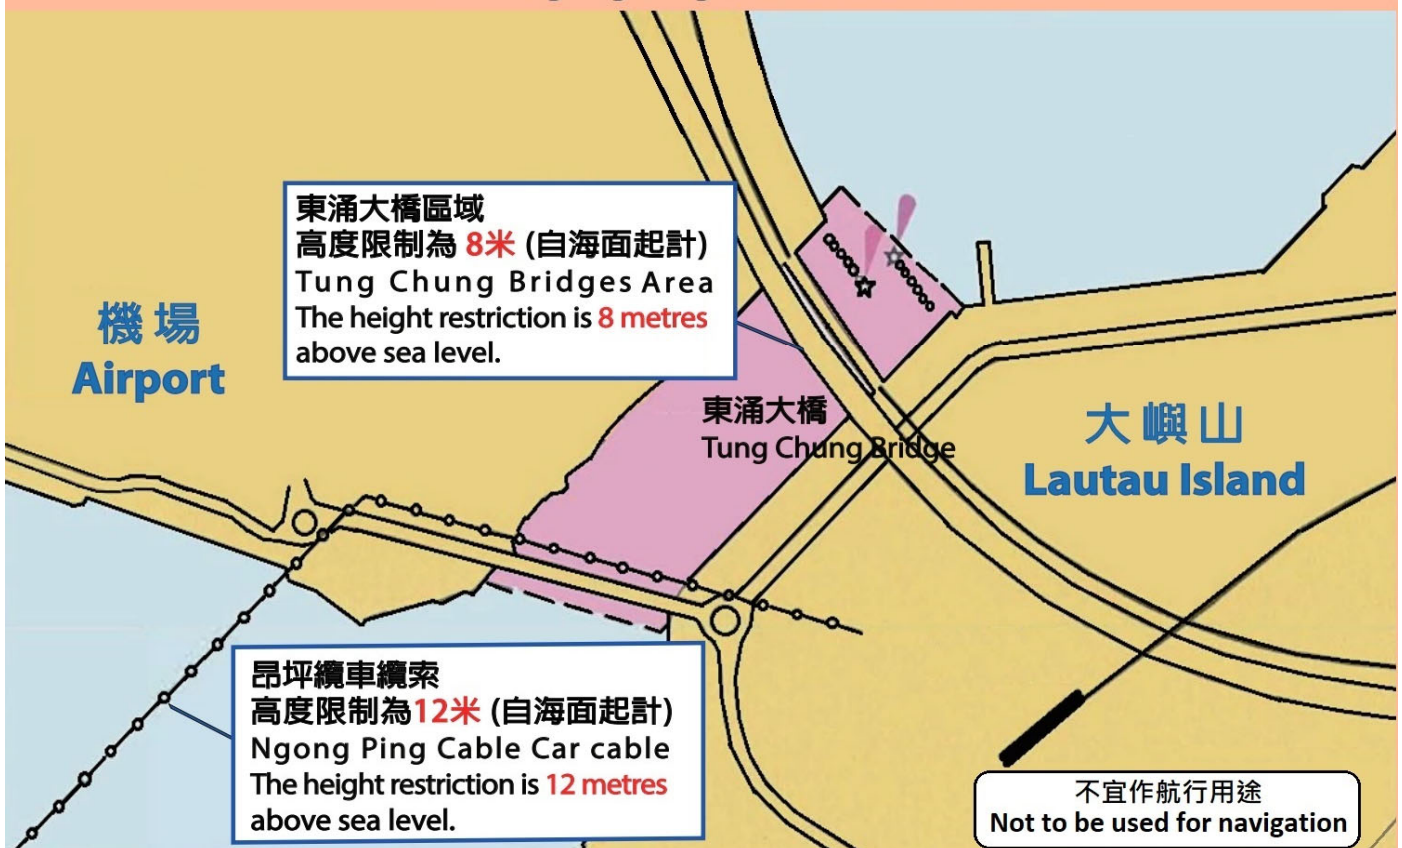 東涌大橋區域
高度限制為 8米 (自海面起計)
Tung Chung Bridges Area
The height restriction is 8 metres
above sea level.
機場
Airport
東涌大橋
Tung Chung Bridge
大嶼山
Lautau Island
昂坪纜車纜索
高度限制為12米 (自海面起計)
Ngong Ping Cable Car cable
The height restriction is 12 metres
above sea level.
不宜作航行用途
Not to be used for navigation